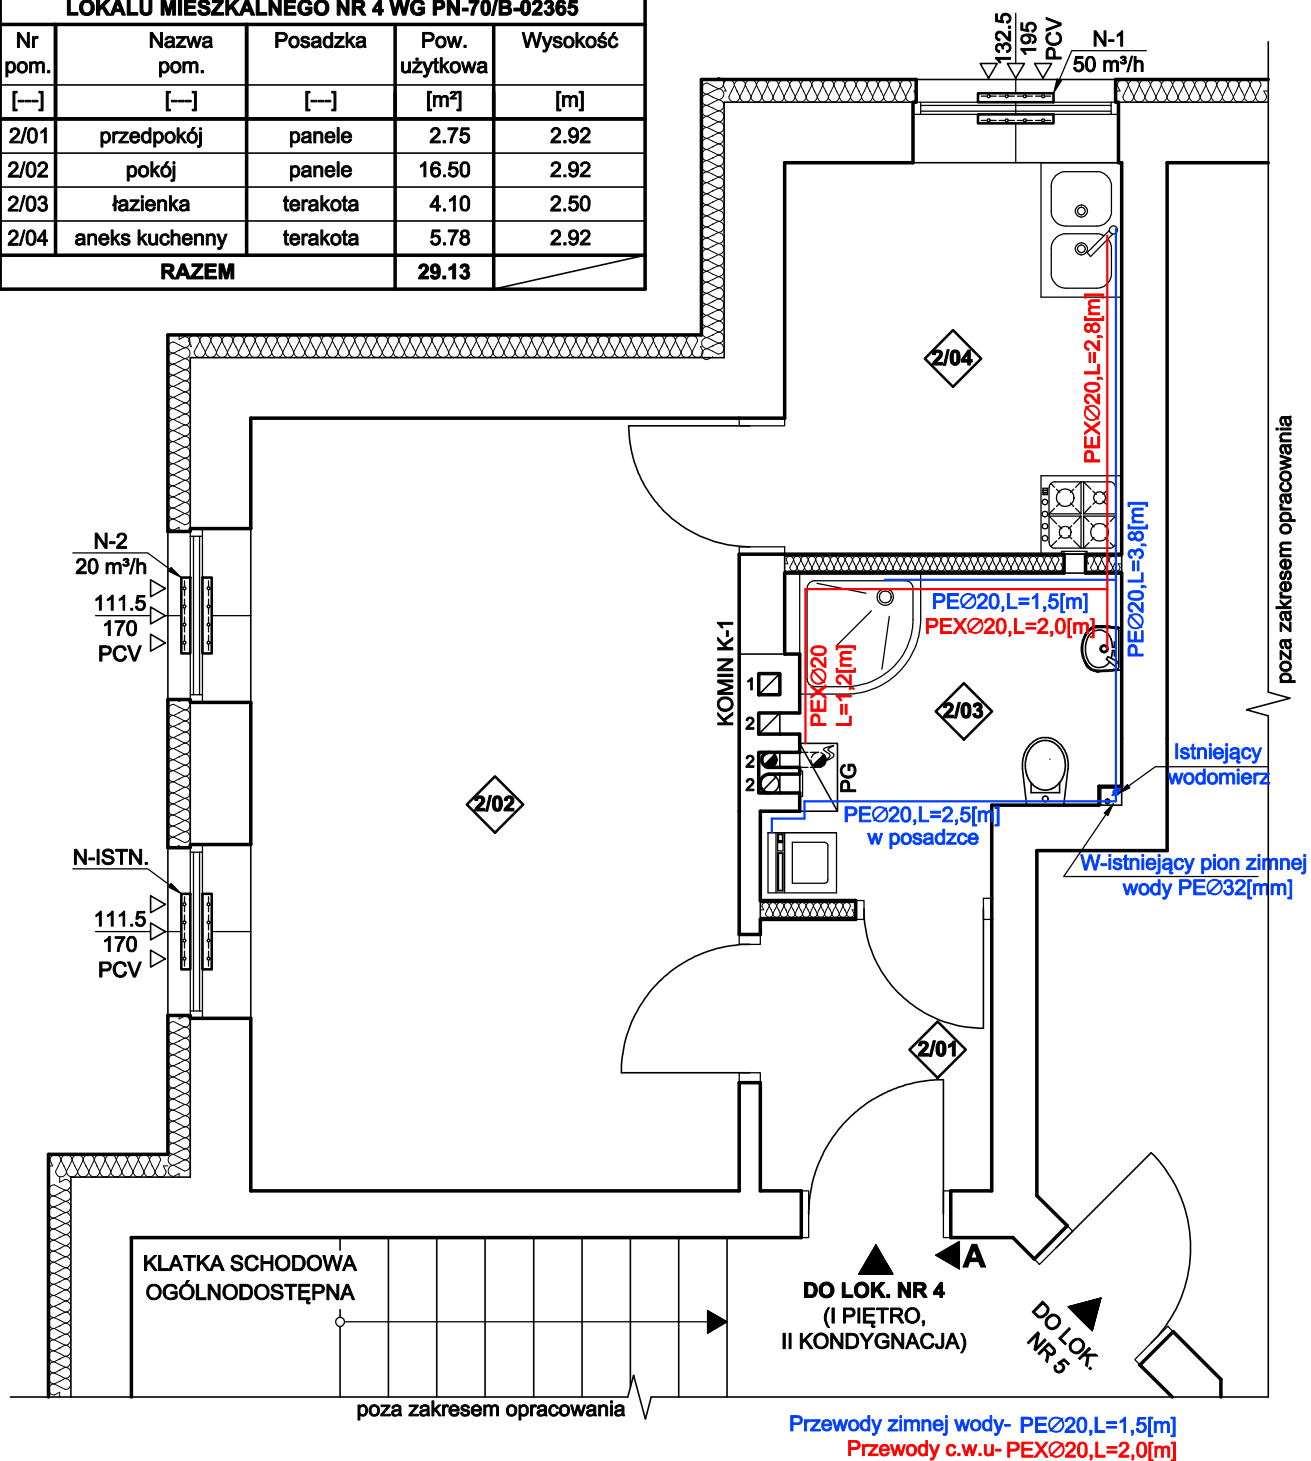 LOKALU MIESZKALNEGO NR 4 WG PN-70/B-02365
Nr pom. Nazwa pom. Posadzka Pow. użytkowa Wysokość
[---] [---] [---] [m²] [m]
2/01 przedpokój panele 2.75 2.92
2/02 pokój panele 16.50 2.92
2/03 łazienka terakota 4.10 2.50
2/04 aneks kuchenny terakota 5.78 2.92
RAZEM 29.13
132.5
195
PCV
N-1
50 m³/h
2/04
PEXØ20,L=2,8[m]
poza zakresem opracowania
N-2
20 m³/h
111.5
170
PCV
PEØ20,L=3,8[m]
PEØ20,L=1,5[m]
PEXØ20,L=2,0[m]
KOMIN K-1
PEXØ20
L=1,2[m]
1
2
2
2
2/03
PG
Istniejący
wodomierz
2/02
PEØ20,L=2,5[m]
w posadzce
N-ISTN.
111.5
170
PCV
W-istniejący pion zimnej
wody PEØ32[mm]
2/01
KLATKA SCHODOWA
OGÓLNODOSTĘPNA
A
DO LOK. NR 4
(I PIĘTRO,
II KONDYGNACJA)
DO LOK.
NR 5
poza zakresem opracowania
Przewody zimnej wody- PEØ20,L=1,5[m]
Przewody c.w.u- PEXØ20,L=2,0[m]